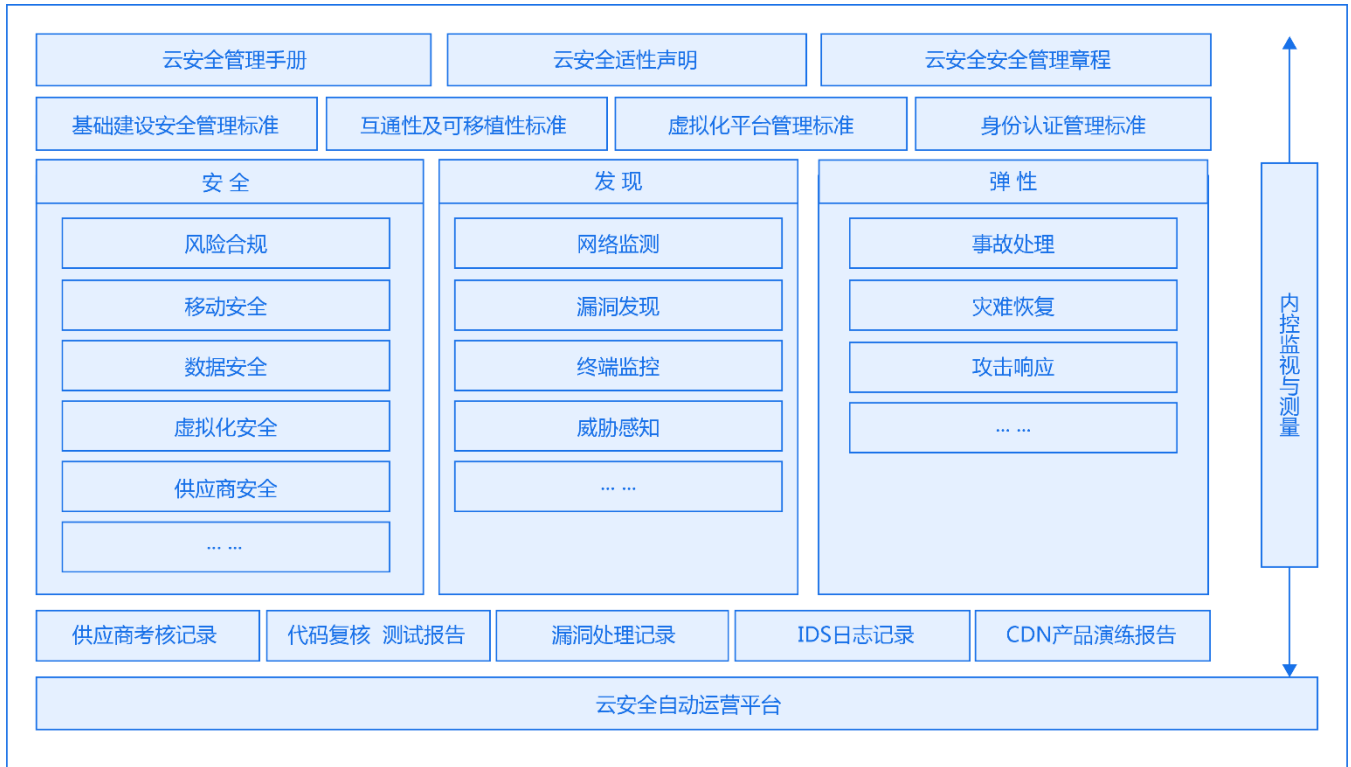 云安全管理手册
云安全适性声明
云安全安全管理章程
基础建设安全管理标准
互通性及可移植性标准
虚拟化平台管理标准
身份认证管理标准
安 全
风险合规
移动安全
数据安全
虚拟化安全
供应商安全
... ...
发 现
网络监测
漏洞发现
终端监控
威胁感知
... ...
弹 性
事故处理
灾难恢复
攻击响应
... ...
内控监视与测量
供应商考核记录
代码复核 测试报告
漏洞处理记录
IDS日志记录
CDN产品演练报告
云安全自动运营平台